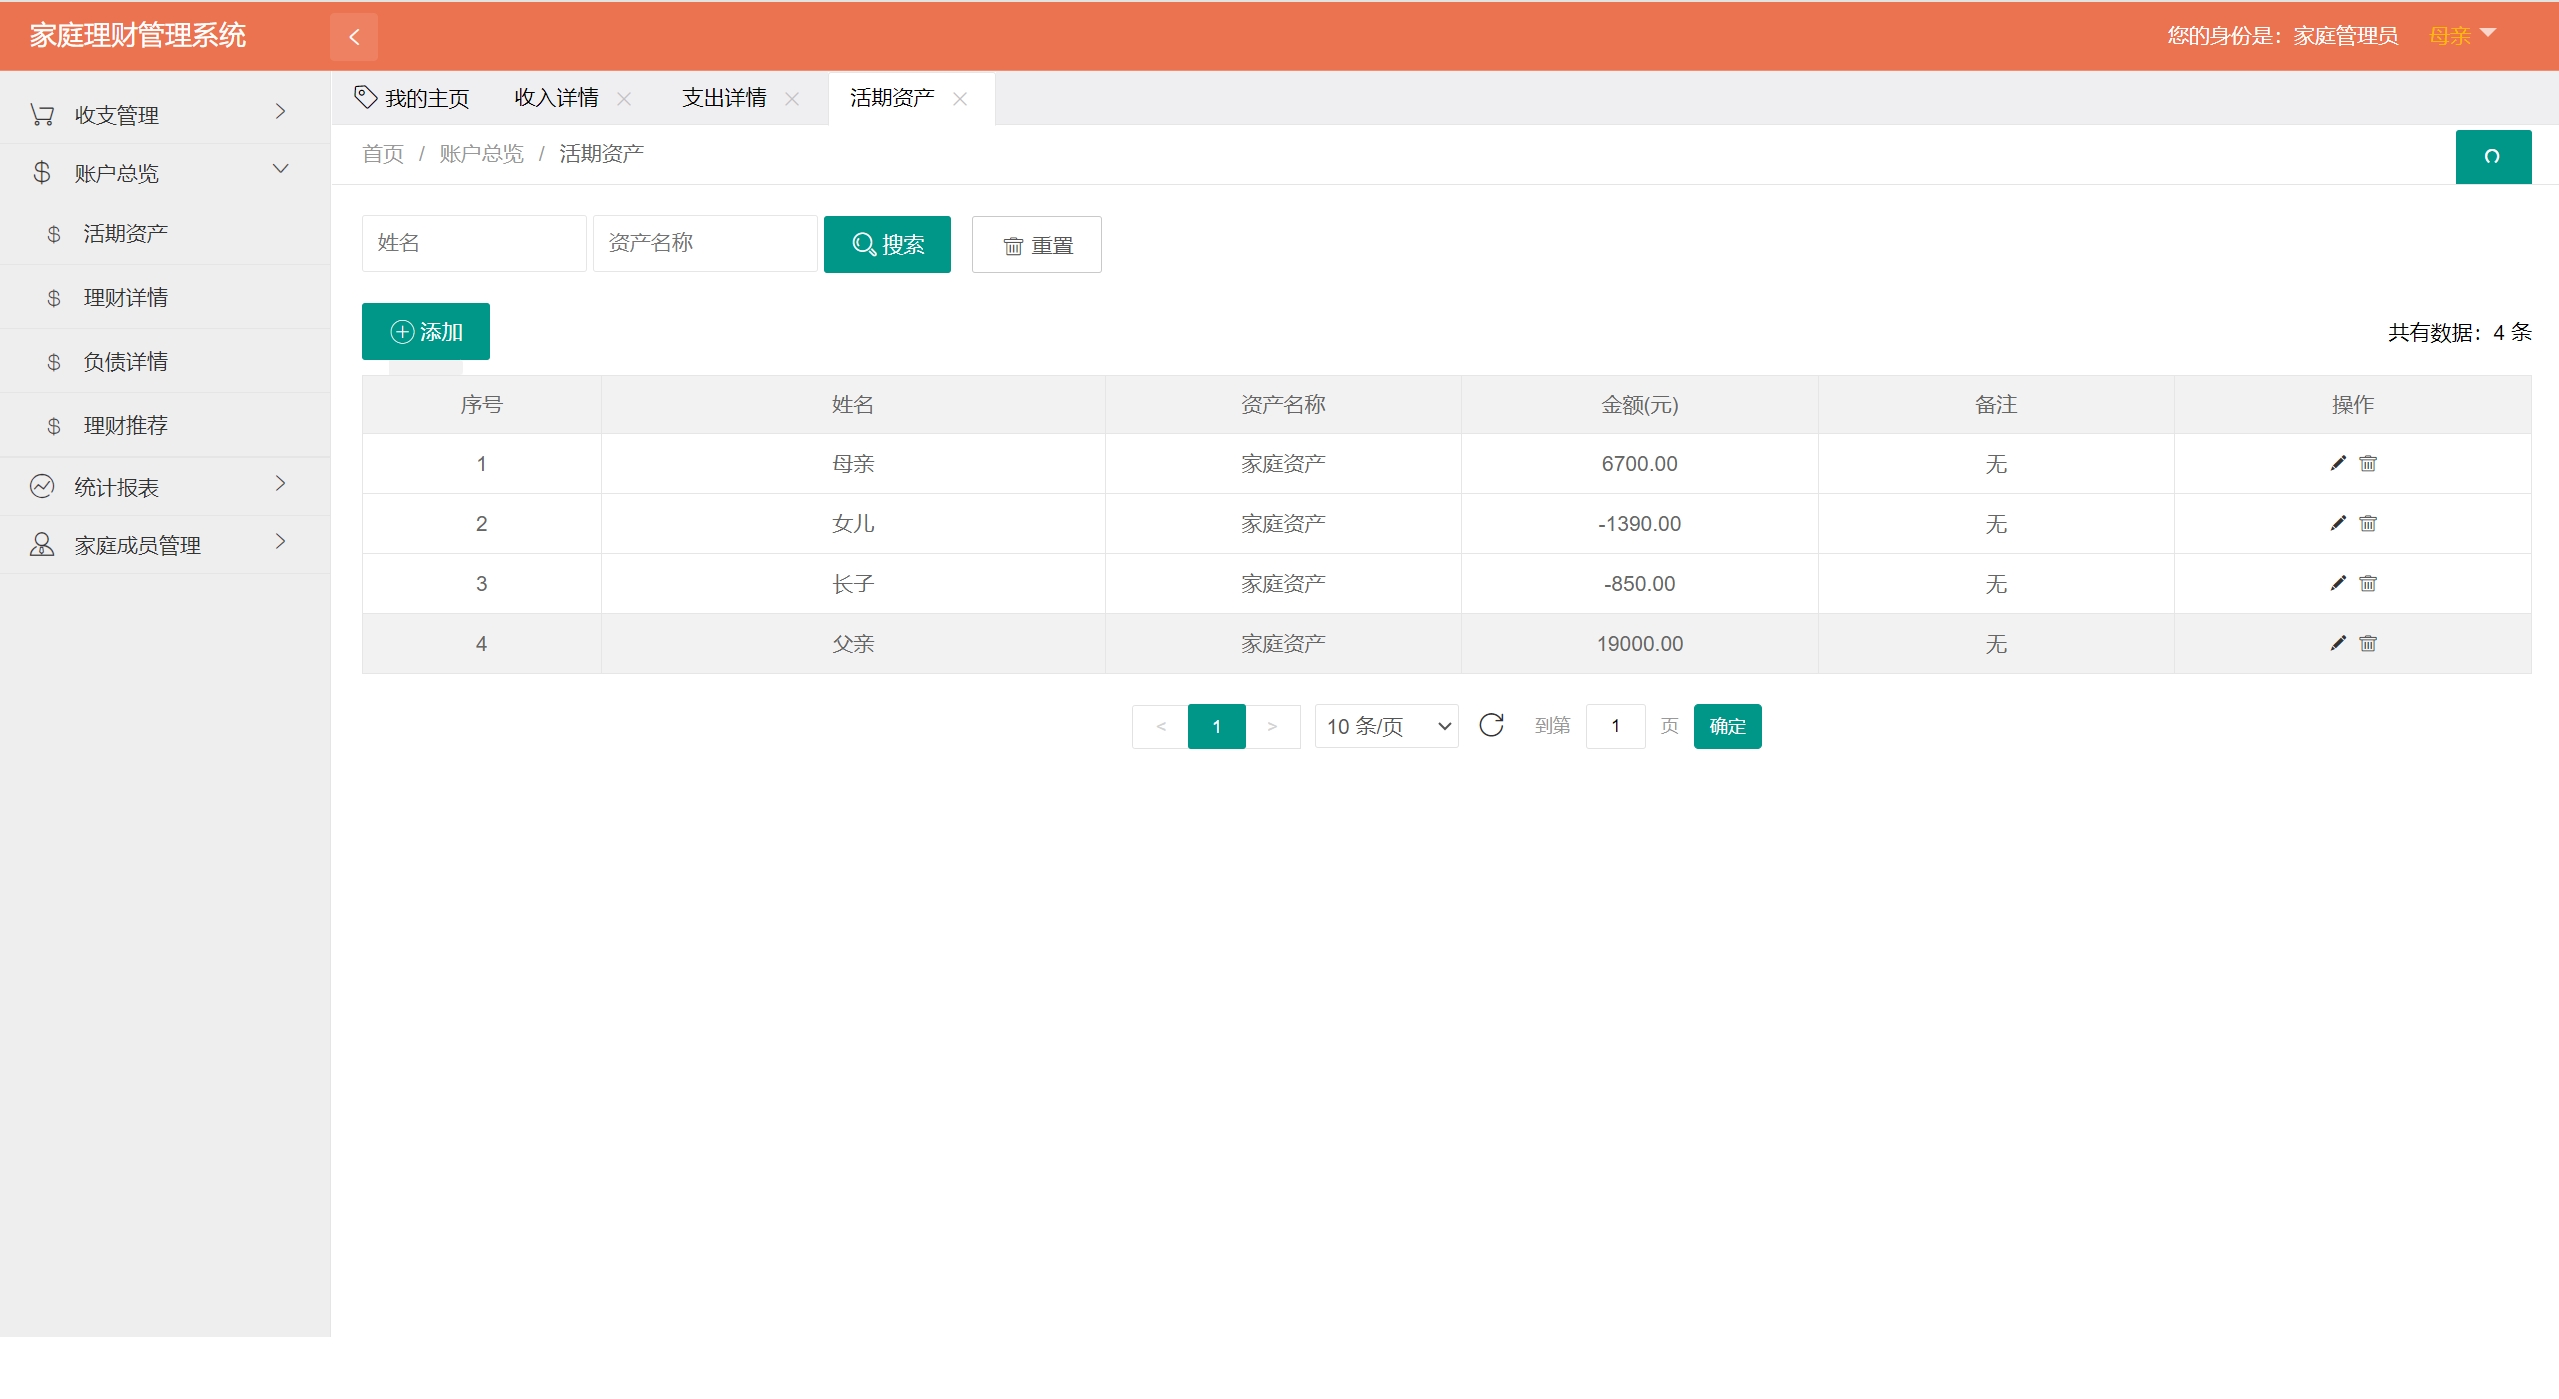 家庭理财管理系统
您的身份是：家庭管理员 母亲
收支管理
账户总览
活期资产
理财详情
负债详情
理财推荐
统计报表
家庭成员管理
我的主页 收入详情 支出详情 活期资产
首页 / 账户总览 / 活期资产
姓名 资产名称 搜索 重置
添加 共有数据：4 条
序号 姓名 资产名称 金额(元) 备注 操作
1 母亲 家庭资产 6700.00 无
2 女儿 家庭资产 -1390.00 无
3 长子 家庭资产 -850.00 无
4 父亲 家庭资产 19000.00 无
< 1 > 10 条/页 到第 1 页 确定